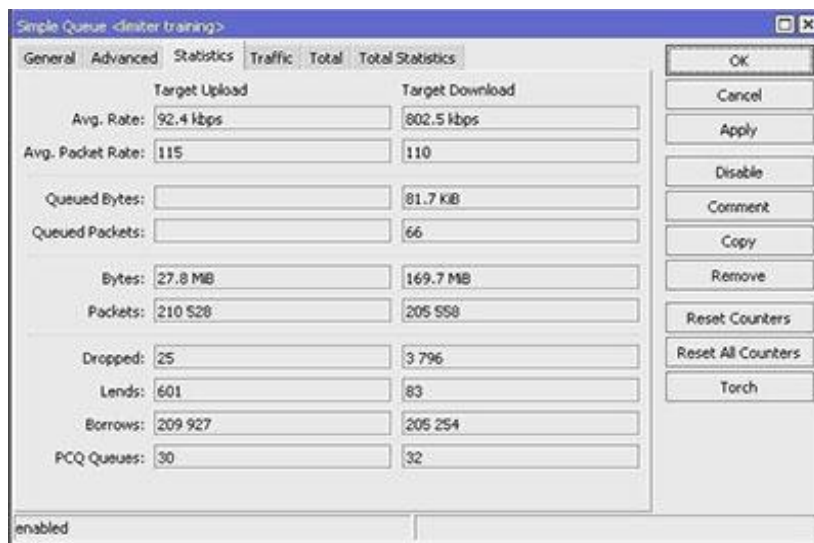 Simple Queue <limiter training>
General Advanced Statistics Traffic Total Total Statistics
Target Upload Target Download
Avg. Rate: 92.4 kbps 802.5 kbps
Avg. Packet Rate: 115 110
Queued Bytes: 81.7 KiB
Queued Packets: 66
Bytes: 27.8 MiB 169.7 MiB
Packets: 210 528 205 558
Dropped: 25 3 796
Lends: 601 83
Borrows: 209 927 205 254
PCQ Queues: 30 32
enabled
OK
Cancel
Apply
Disable
Comment
Copy
Remove
Reset Counters
Reset All Counters
Torch